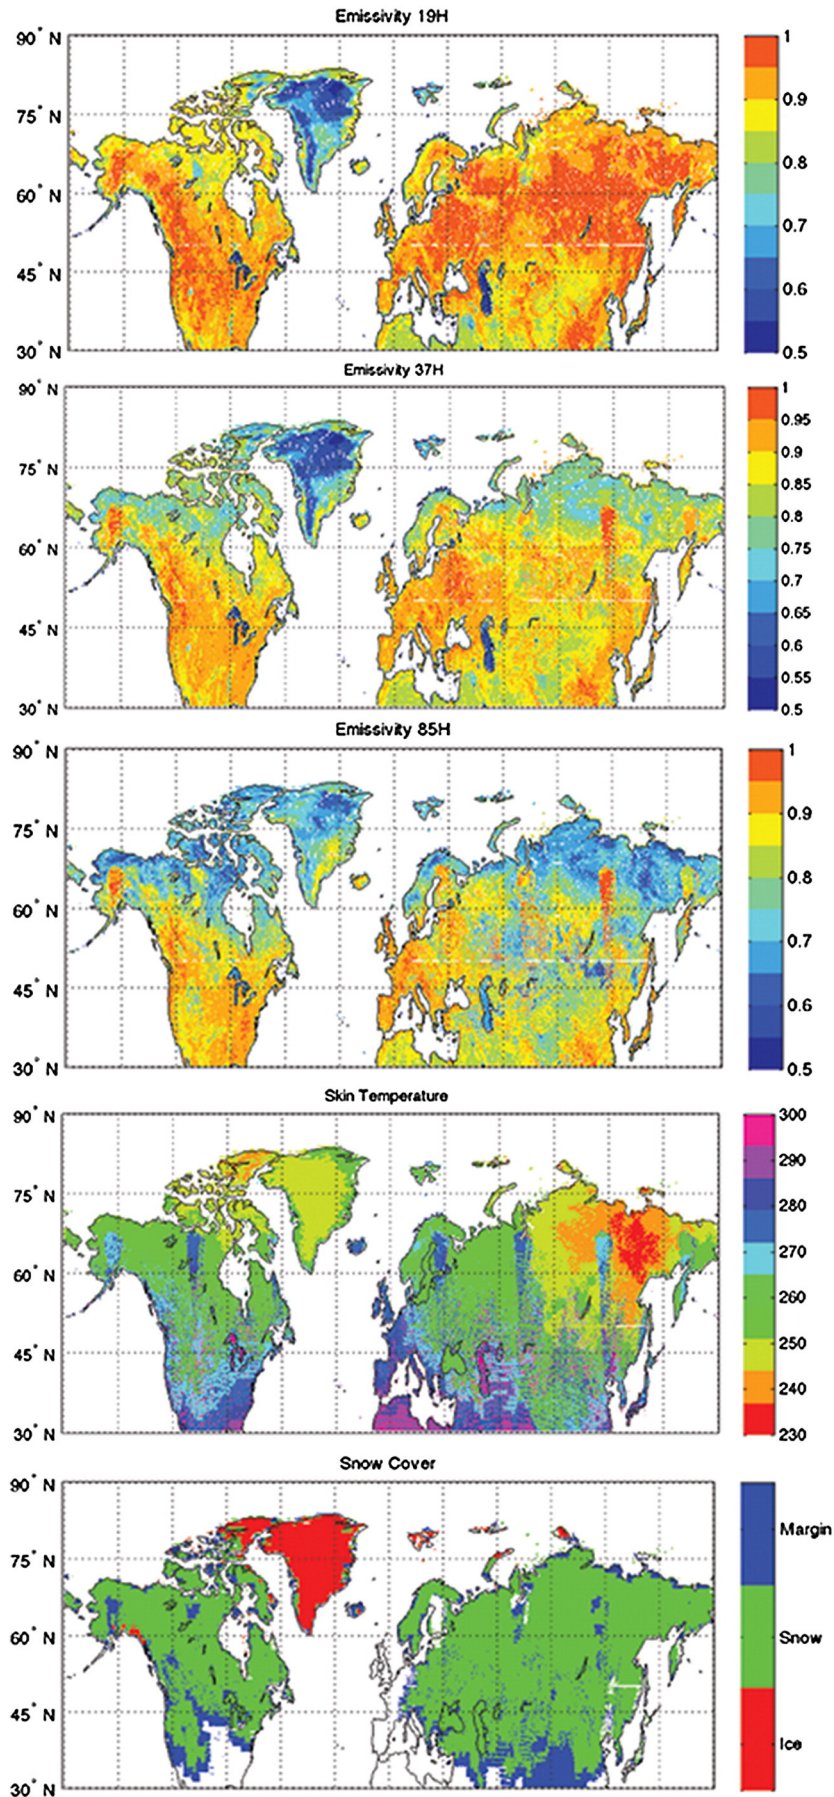 Emissivity 19H
90° N
75° N
60° N
45° N
30° N
1
0.9
0.8
0.7
0.6
0.5
Emissivity 37H
90° N
75° N
60° N
45° N
30° N
1
0.95
0.9
0.85
0.8
0.75
0.7
0.65
0.6
0.55
0.5
Emissivity 85H
90° N
75° N
60° N
45° N
30° N
1
0.9
0.8
0.7
0.6
0.5
Skin Temperature
90° N
75° N
60° N
45° N
30° N
300
290
280
270
260
250
240
230
Snow Cover
90° N
75° N
60° N
45° N
30° N
Margin
Snow
Ice